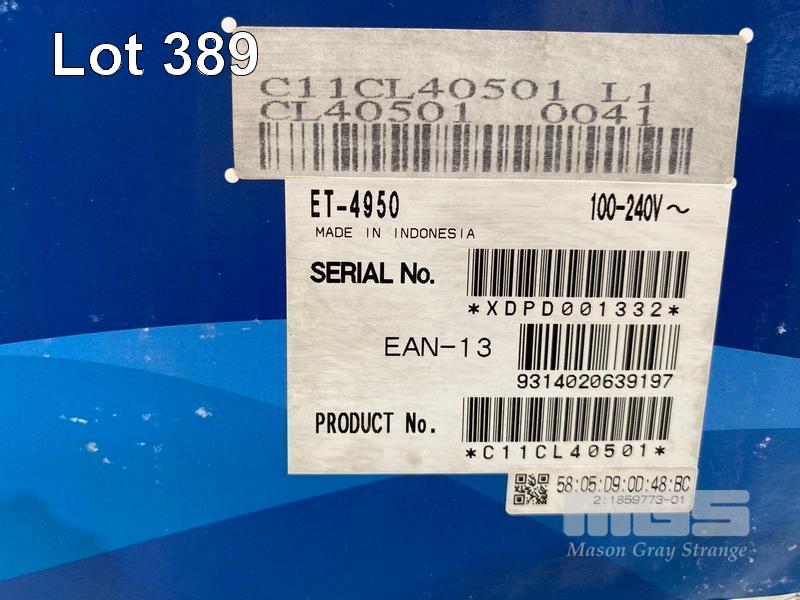 Lot 389
C11CL40501 L1
CL40501 0041
ET-4950 100-240V~
MADE IN INDONESIA
SERIAL No.
*XDPD001332*
EAN-13
9314020639197
PRODUCT No.
*C11CL40501*
58:05:D9:0D:48:BC
2:1859773-01
MGS
Mason Gray Strange